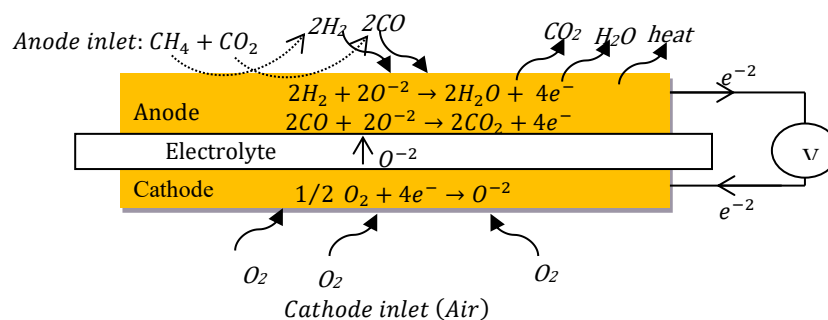 Anode inlet: CH₄ + CO₂
2H₂ 2CO
CO₂ H₂O heat
2H₂ + 2O⁻² → 2H₂O + 4e⁻
Anode
2CO + 2O⁻² → 2CO₂ + 4e⁻
e⁻²
Electrolyte
O⁻²
V
Cathode
1/2 O₂ + 4e⁻ → O⁻²
e⁻²
O₂ O₂ O₂
Cathode inlet (Air)